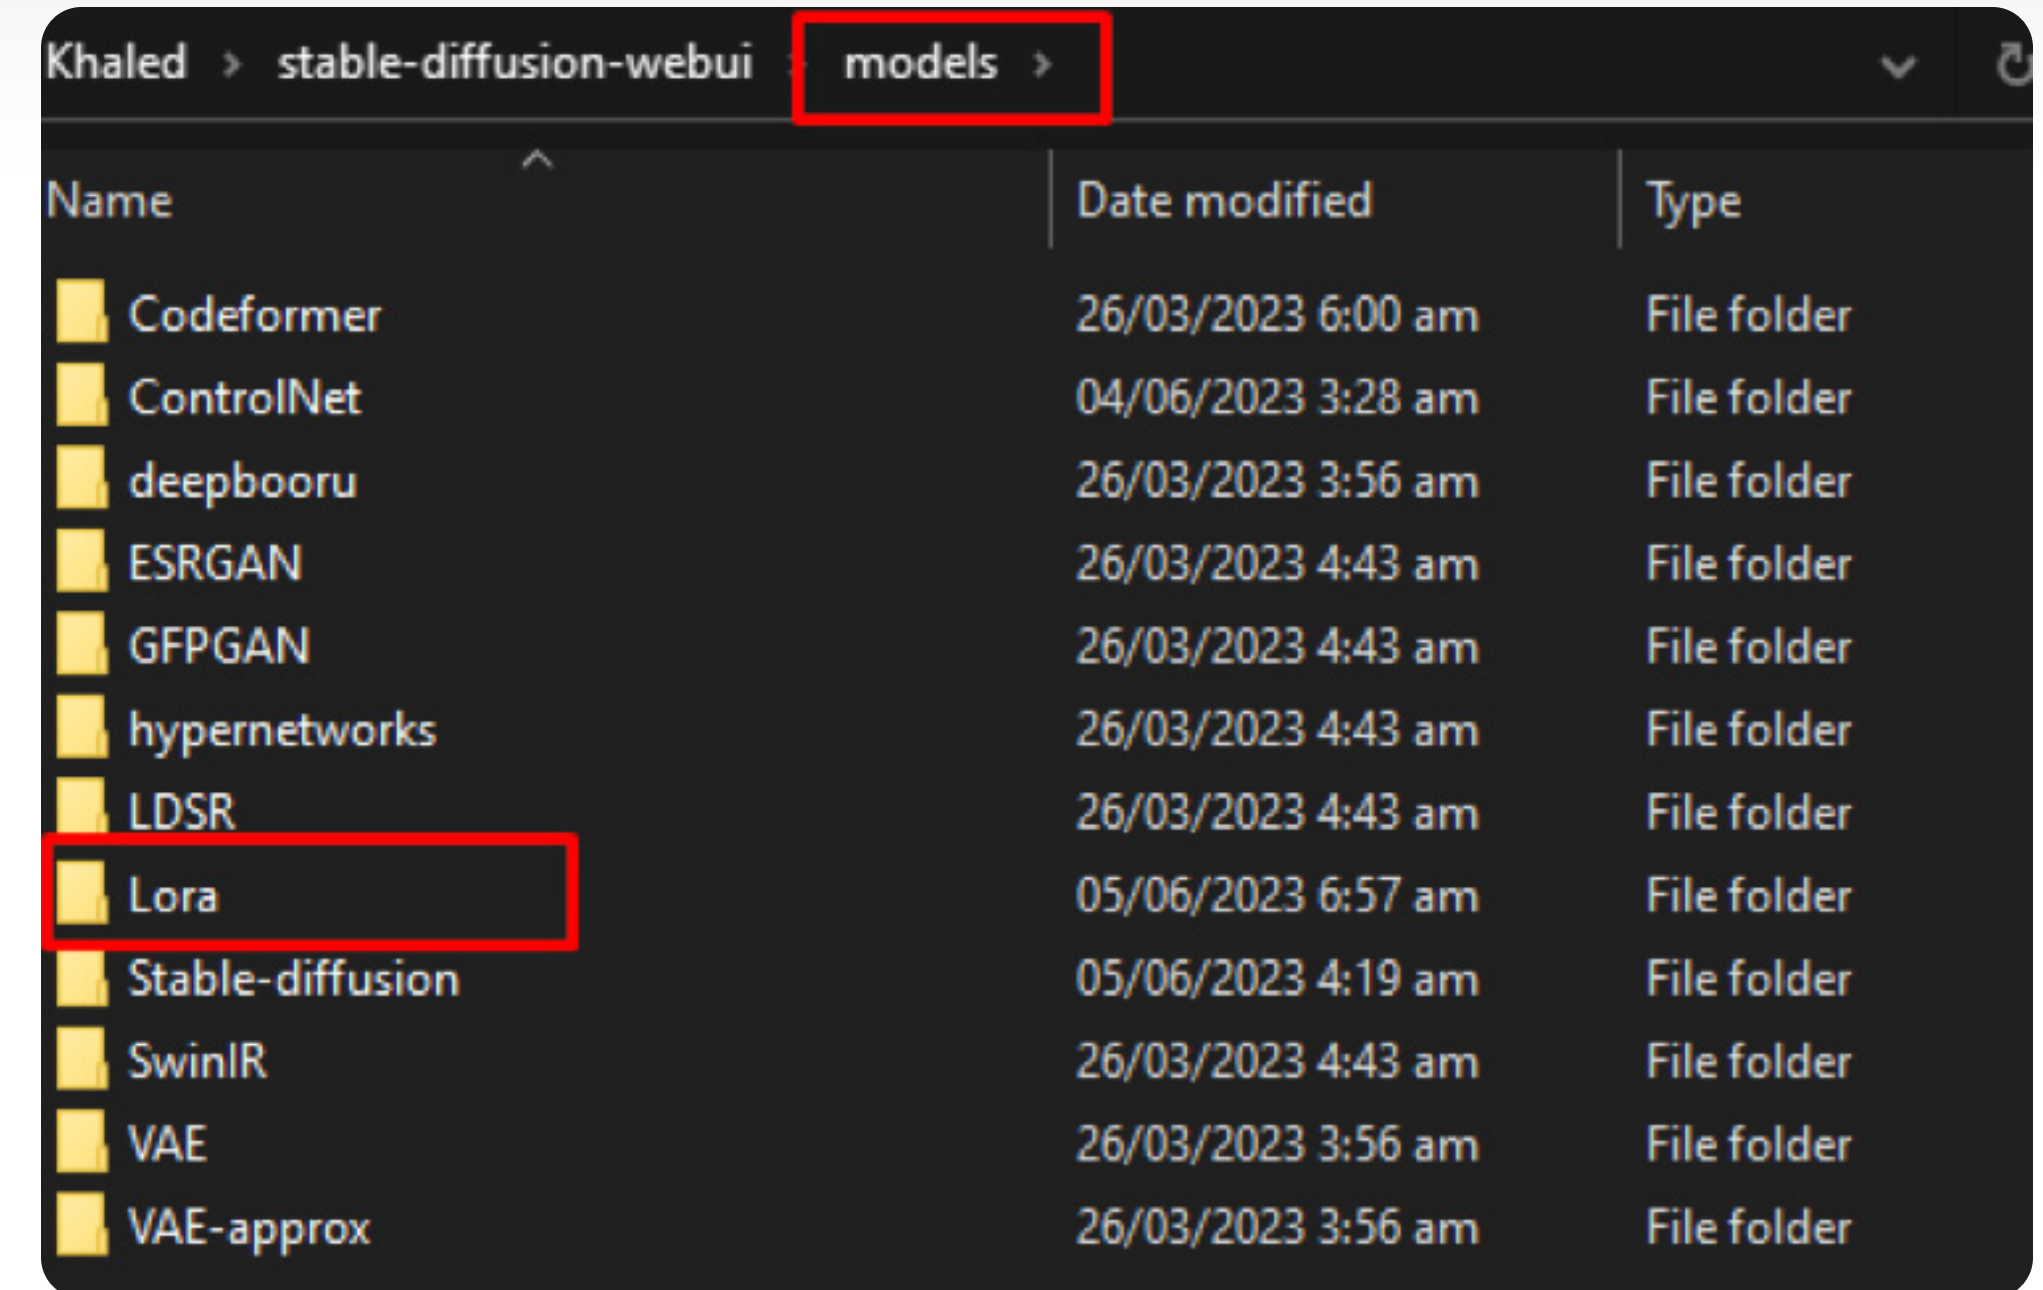 Khaled > stable-diffusion-webui > models >
Name Date modified Type
Codeformer 26/03/2023 6:00 am File folder
ControlNet 04/06/2023 3:28 am File folder
deepbooru 26/03/2023 3:56 am File folder
ESRGAN 26/03/2023 4:43 am File folder
GFPGAN 26/03/2023 4:43 am File folder
hypernetworks 26/03/2023 4:43 am File folder
LDSR 26/03/2023 4:43 am File folder
Lora 05/06/2023 6:57 am File folder
Stable-diffusion 05/06/2023 4:19 am File folder
SwinIR 26/03/2023 4:43 am File folder
VAE 26/03/2023 3:56 am File folder
VAE-approx 26/03/2023 3:56 am File folder